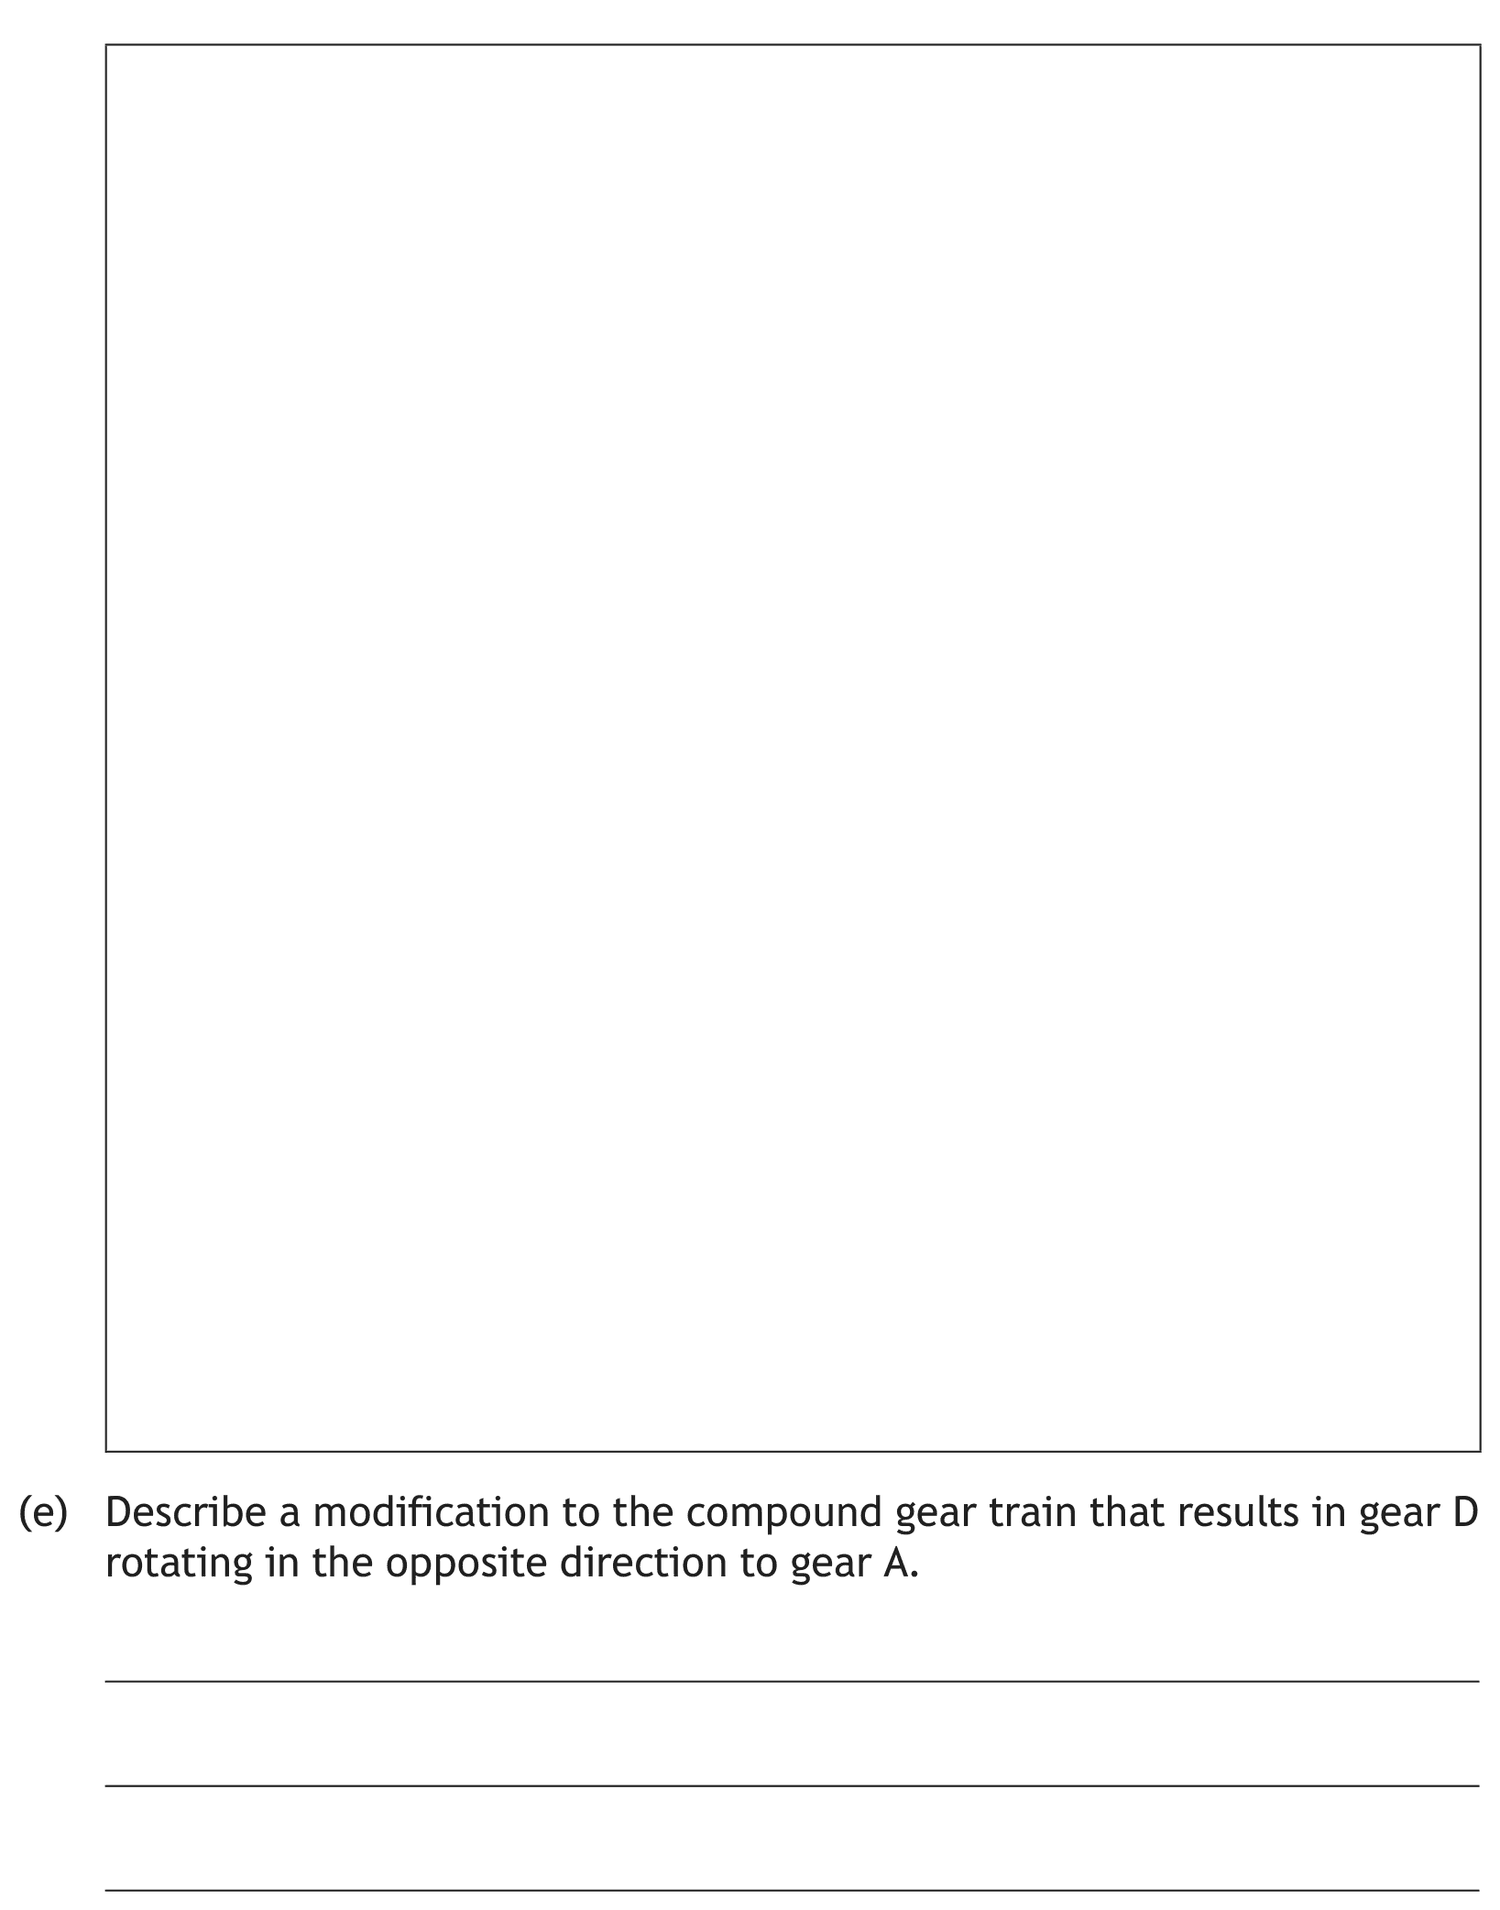 (e) Describe a modification to the compound gear train that results in gear D
rotating in the opposite direction to gear A.